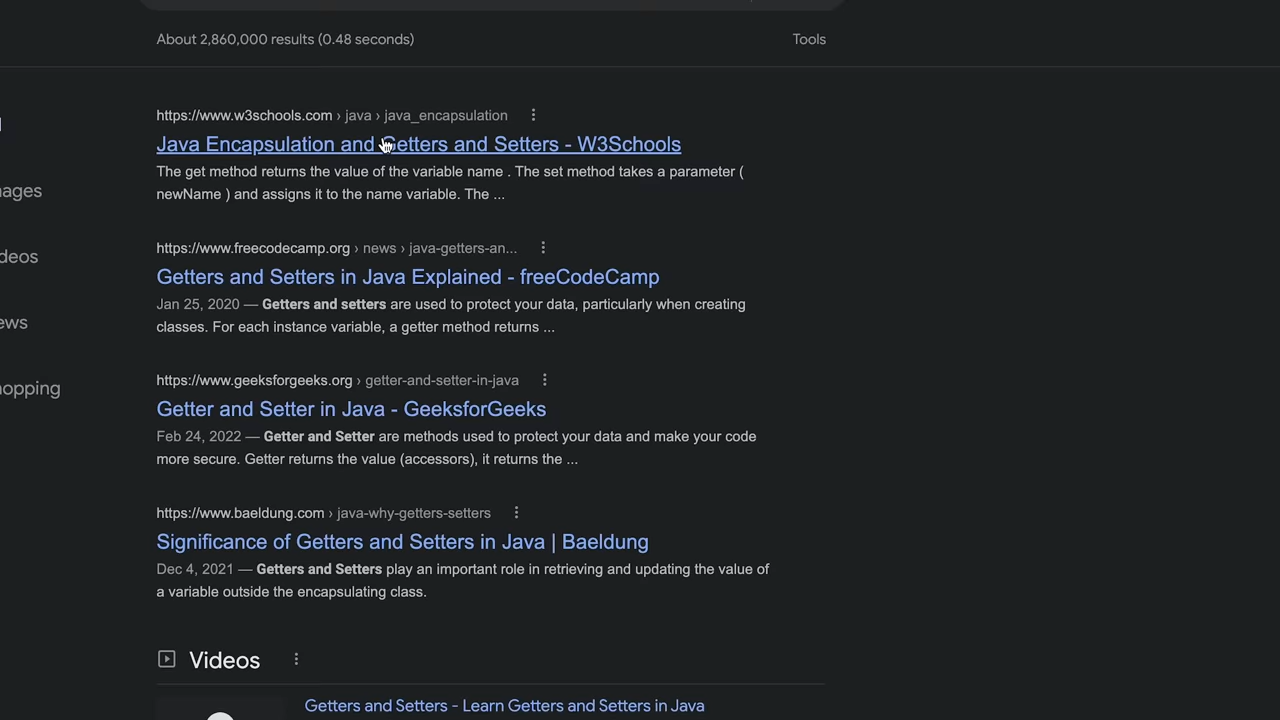 About 2,860,000 results (0.48 seconds)
Tools
https://www.w3schools.com › java › java_encapsulation
Java Encapsulation and Getters and Setters - W3Schools
The get method returns the value of the variable name . The set method takes a parameter (
newName ) and assigns it to the name variable. The ...
ages
https://www.freecodecamp.org › news › java-getters-an...
deos
Getters and Setters in Java Explained - freeCodeCamp
Jan 25, 2020 — Getters and setters are used to protect your data, particularly when creating
ews
classes. For each instance variable, a getter method returns ...
https://www.geeksforgeeks.org › getter-and-setter-in-java
opping
Getter and Setter in Java - GeeksforGeeks
Feb 24, 2022 — Getter and Setter are methods used to protect your data and make your code
more secure. Getter returns the value (accessors), it returns the ...
https://www.baeldung.com › java-why-getters-setters
Significance of Getters and Setters in Java | Baeldung
Dec 4, 2021 — Getters and Setters play an important role in retrieving and updating the value of
a variable outside the encapsulating class.
Videos
Getters and Setters - Learn Getters and Setters in Java